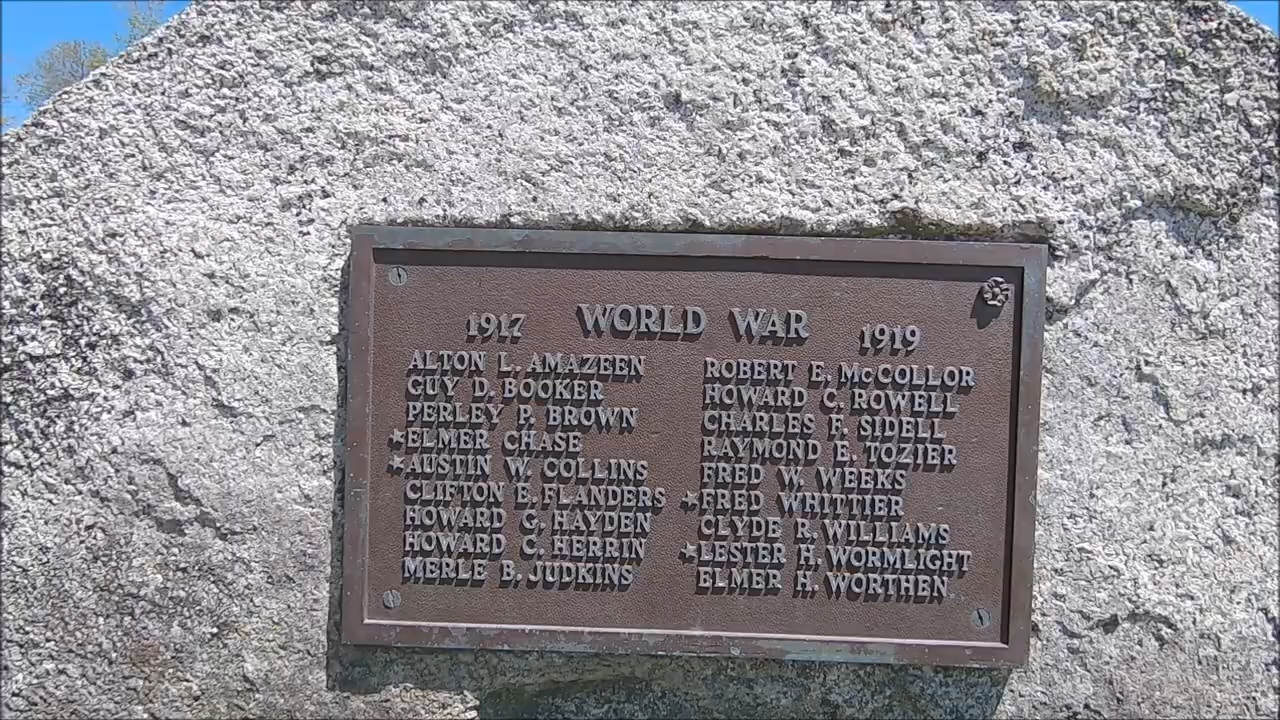 1917 WORLD WAR 1919
ALTON L. AMAZEEN
GUY D. BOOKER
PERLEY P. BROWN
★ELMER CHASE
★AUSTIN W. COLLINS
CLIFTON E. FLANDERS
HOWARD G. HAYDEN
HOWARD C. HERRIN
MERLE B. JUDKINS
ROBERT E. McCOLLOR
HOWARD C. ROWELL
CHARLES F. SIDELL
RAYMOND E. TOZIER
FRED W. WEEKS
★FRED WHITTIER
CLYDE R. WILLIAMS
★LESTER H. WORMLIGHT
ELMER H. WORTHEN